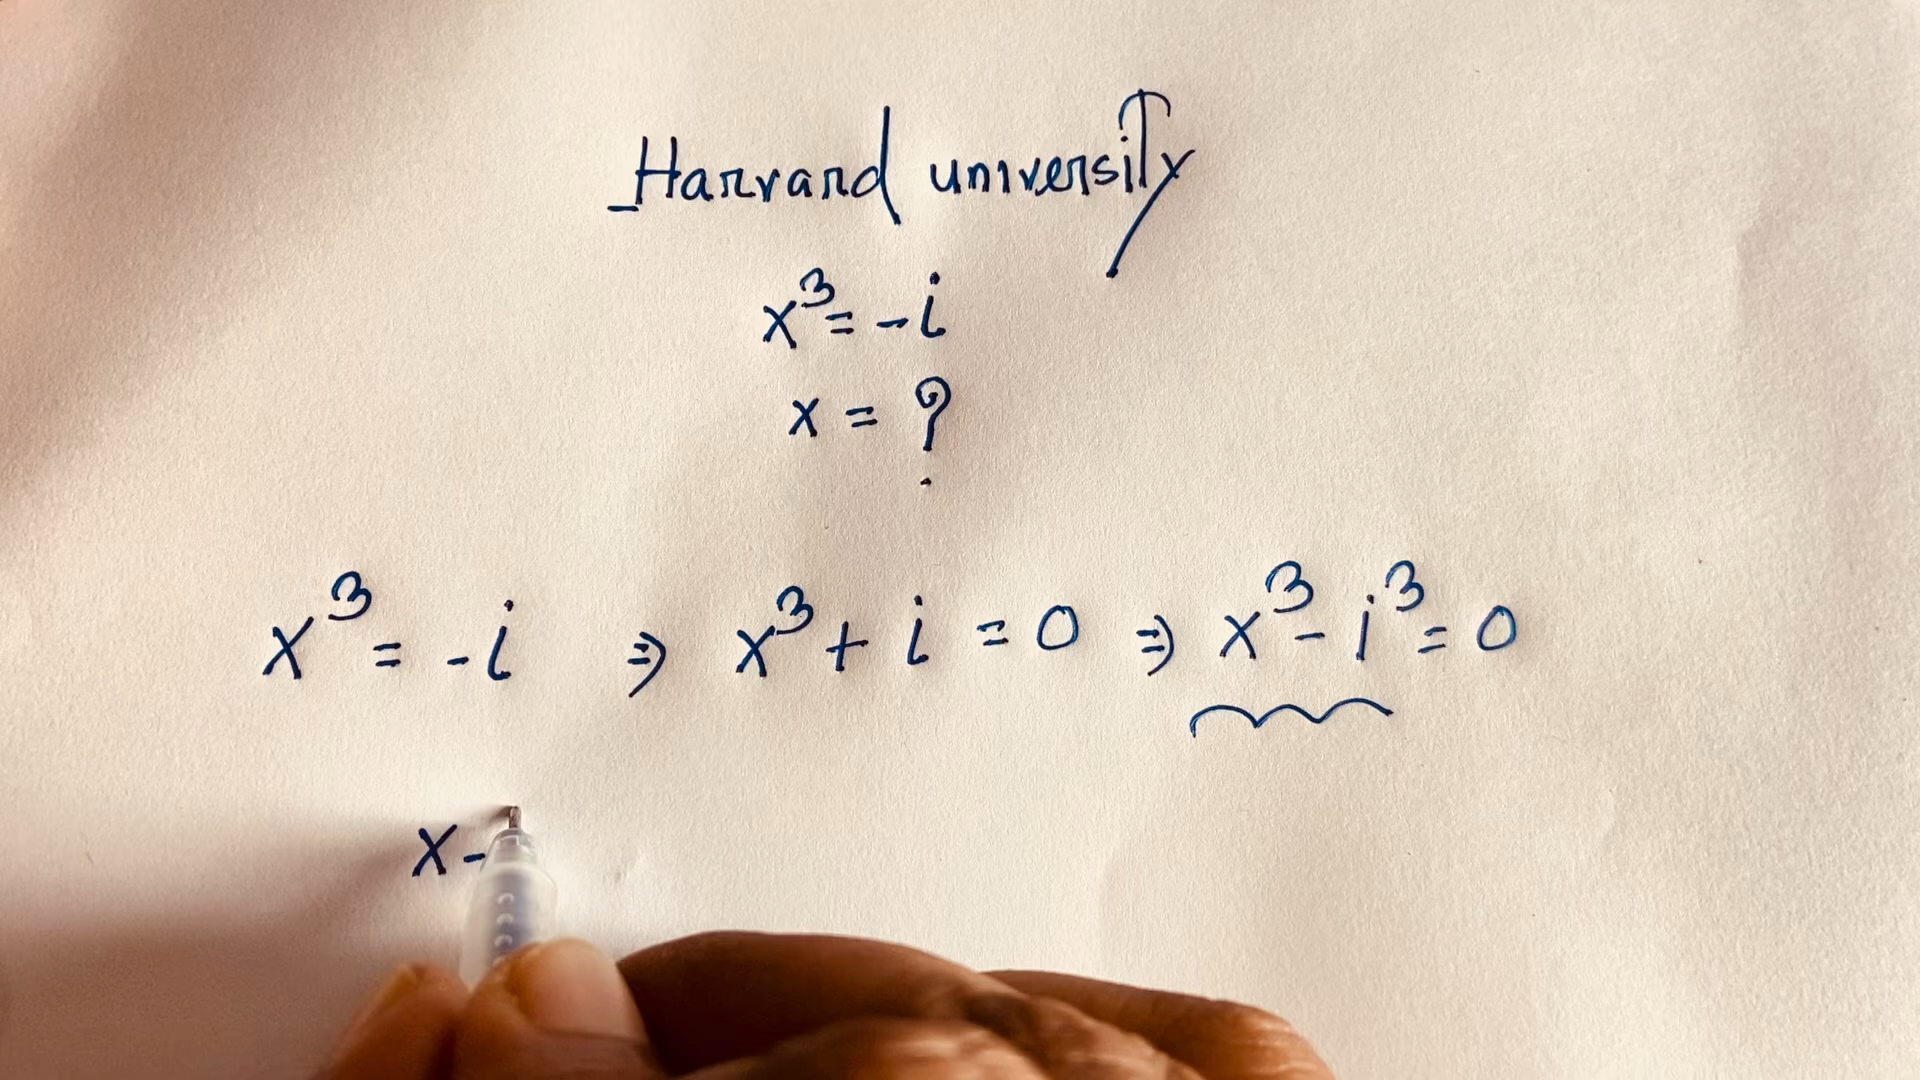 Harvard university
x³ = -i
x = ?
x³ = -i ⇒ x³ + i = 0 ⇒ x³ - i³ = 0
x -